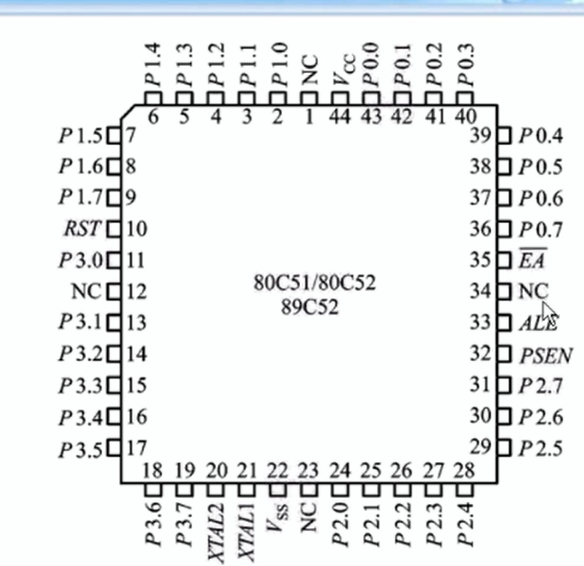 P1.4 P1.3 P1.2 P1.1 P1.0 NC VCC P0.0 P0.1 P0.2 P0.3
6 5 4 3 2 1 44 43 42 41 40
P1.5 7 39 P0.4
P1.6 8 38 P0.5
P1.7 9 37 P0.6
RST 10 36 P0.7
P3.0 11 35 EA
NC 12 80C51/80C52 34 NC
89C52
P3.1 13 33 ALE
P3.2 14 32 PSEN
P3.3 15 31 P2.7
P3.4 16 30 P2.6
P3.5 17 29 P2.5
18 19 20 21 22 23 24 25 26 27 28
P3.6 P3.7 XTAL2 XTAL1 VSS NC P2.0 P2.1 P2.2 P2.3 P2.4